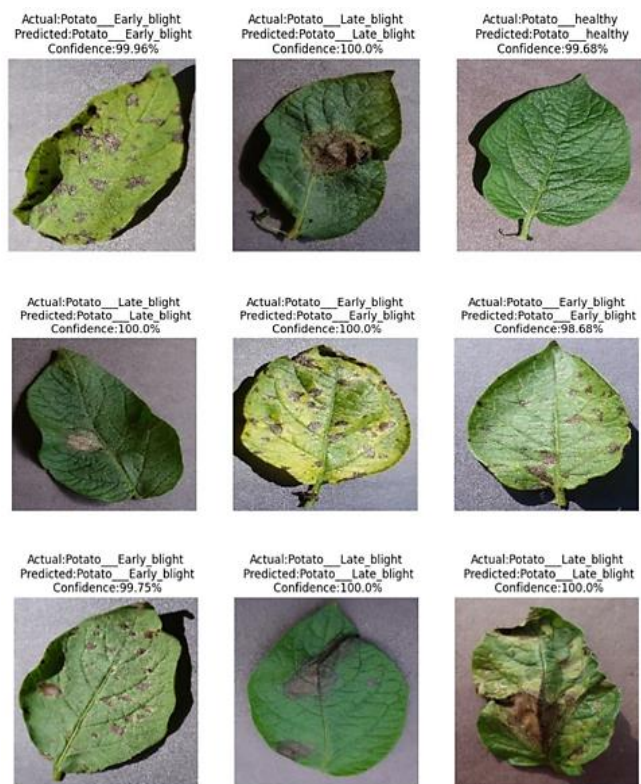 Actual:Potato___Early_blight
Predicted:Potato___Early_blight
Confidence:99.96%
Actual:Potato___Late_blight
Predicted:Potato___Late_blight
Confidence:100.0%
Actual:Potato___healthy
Predicted:Potato___healthy
Confidence:99.68%
Actual:Potato___Late_blight
Predicted:Potato___Late_blight
Confidence:100.0%
Actual:Potato___Early_blight
Predicted:Potato___Early_blight
Confidence:100.0%
Actual:Potato___Early_blight
Predicted:Potato___Early_blight
Confidence:98.68%
Actual:Potato___Early_blight
Predicted:Potato___Early_blight
Confidence:99.75%
Actual:Potato___Late_blight
Predicted:Potato___Late_blight
Confidence:100.0%
Actual:Potato___Late_blight
Predicted:Potato___Late_blight
Confidence:100.0%